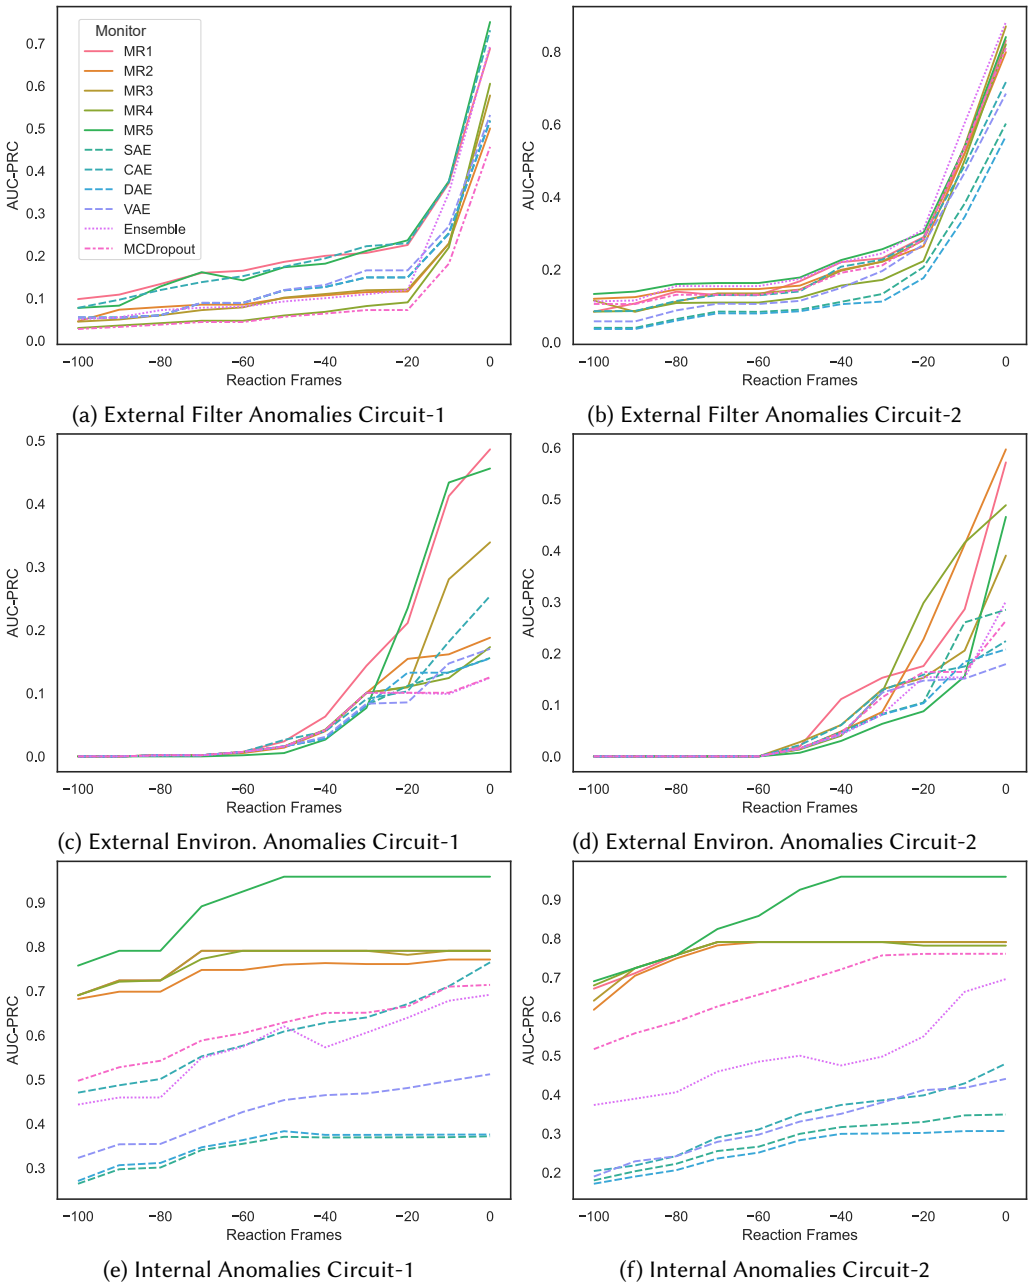 Monitor
MR1
MR2
MR3
MR4
MR5
SAE
CAE
DAE
VAE
Ensemble
MCDropout
AUC-PRC
0.7
0.6
0.5
0.4
0.3
0.2
0.1
0.0
−100 −80 −60 −40 −20 0
Reaction Frames
(a) External Filter Anomalies Circuit-1
AUC-PRC
0.8
0.6
0.4
0.2
0.0
−100 −80 −60 −40 −20 0
Reaction Frames
(b) External Filter Anomalies Circuit-2
AUC-PRC
0.5
0.4
0.3
0.2
0.1
0.0
−100 −80 −60 −40 −20 0
Reaction Frames
(c) External Environ. Anomalies Circuit-1
AUC-PRC
0.6
0.5
0.4
0.3
0.2
0.1
0.0
−100 −80 −60 −40 −20 0
Reaction Frames
(d) External Environ. Anomalies Circuit-2
AUC-PRC
0.9
0.8
0.7
0.6
0.5
0.4
0.3
−100 −80 −60 −40 −20 0
Reaction Frames
(e) Internal Anomalies Circuit-1
AUC-PRC
0.9
0.8
0.7
0.6
0.5
0.4
0.3
0.2
−100 −80 −60 −40 −20 0
Reaction Frames
(f) Internal Anomalies Circuit-2